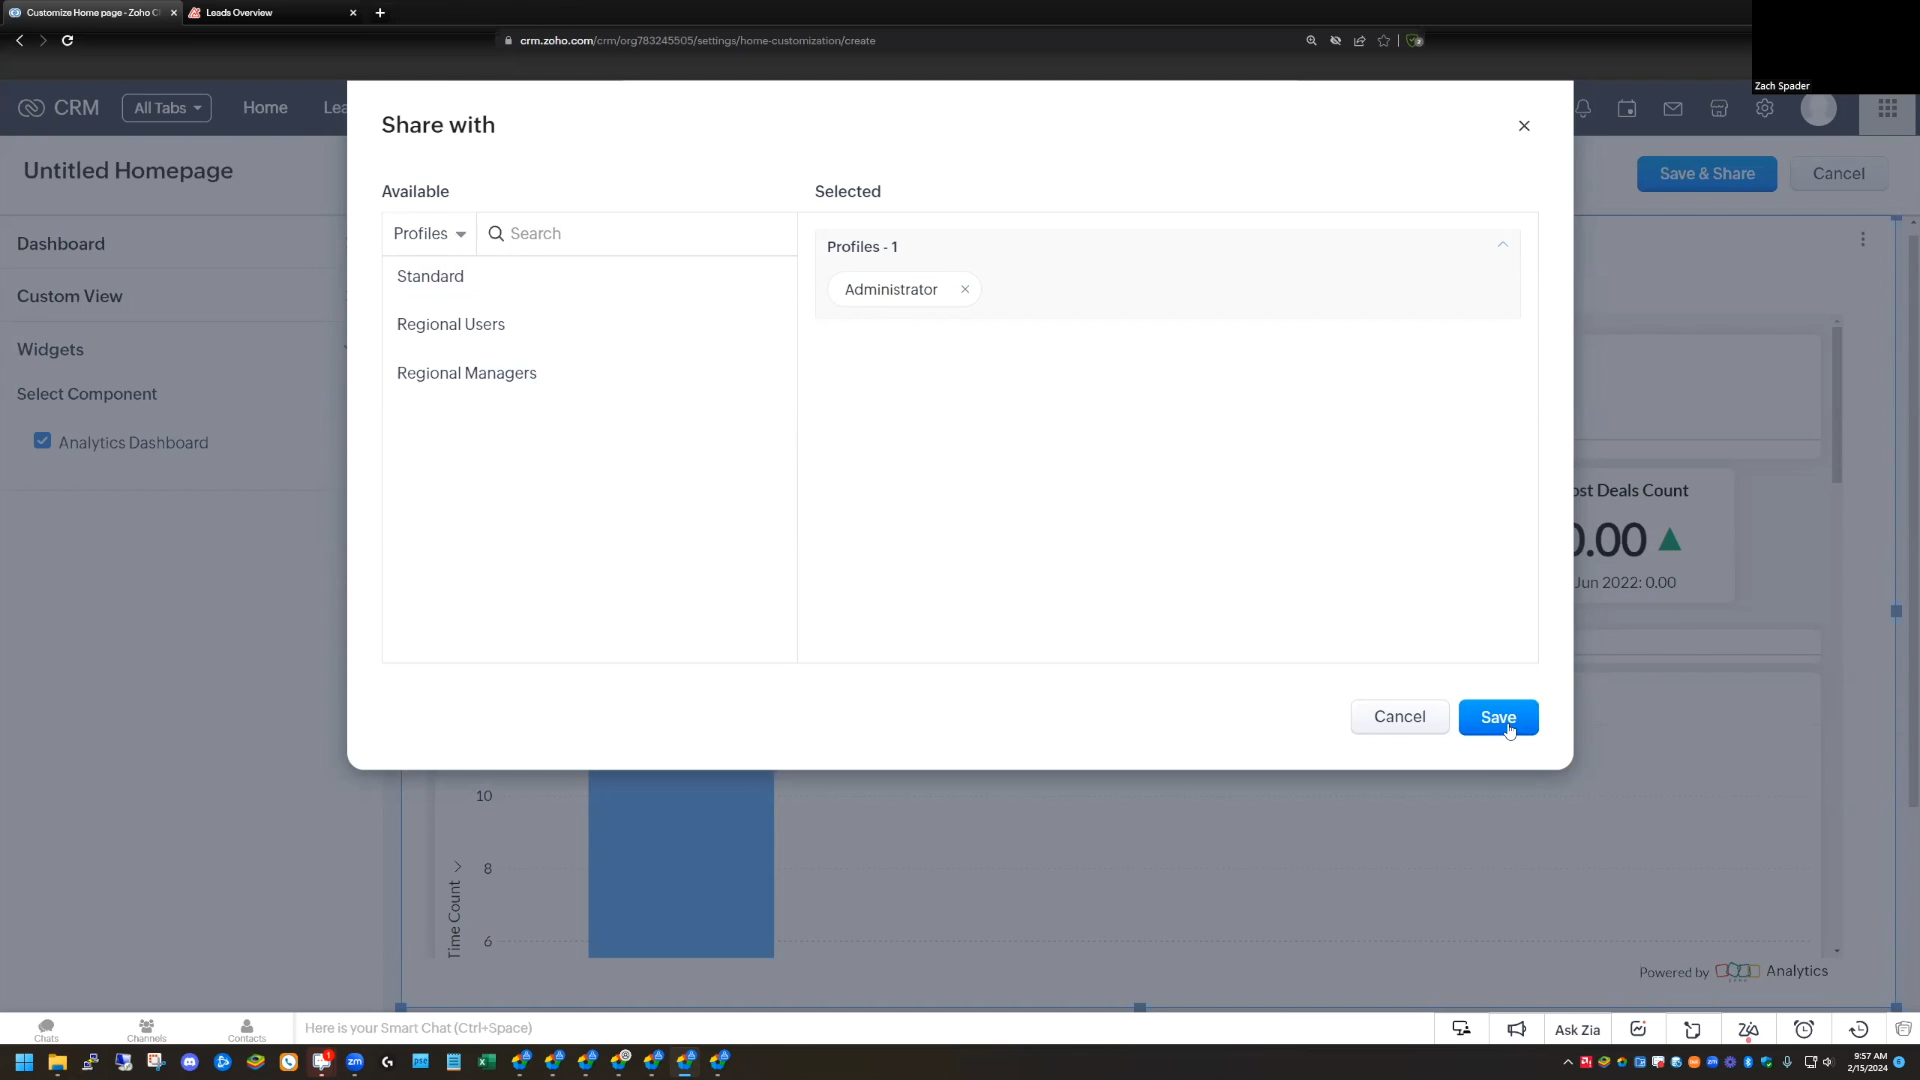 Customize Home page - Zoho C
Leads Overview
crm.zoho.com/crm/org783245505/settings/home-customization/create
Zach Spader
CRM
All Tabs
Home
Lea
Share with
Untitled Homepage
Save & Share
Cancel
Available
Selected
Profiles
Search
Profiles - 1
Dashboard
Standard
Administrator
Custom View
Regional Users
Widgets
Regional Managers
Select Component
Analytics Dashboard
ost Deals Count
0.00
Jun 2022: 0.00
Cancel
Save
10
8
6
Time Count
Powered by
Analytics
Chats
Channels
Contacts
Here is your Smart Chat (Ctrl+Space)
Ask Zia
9:57 AM
2/15/2024